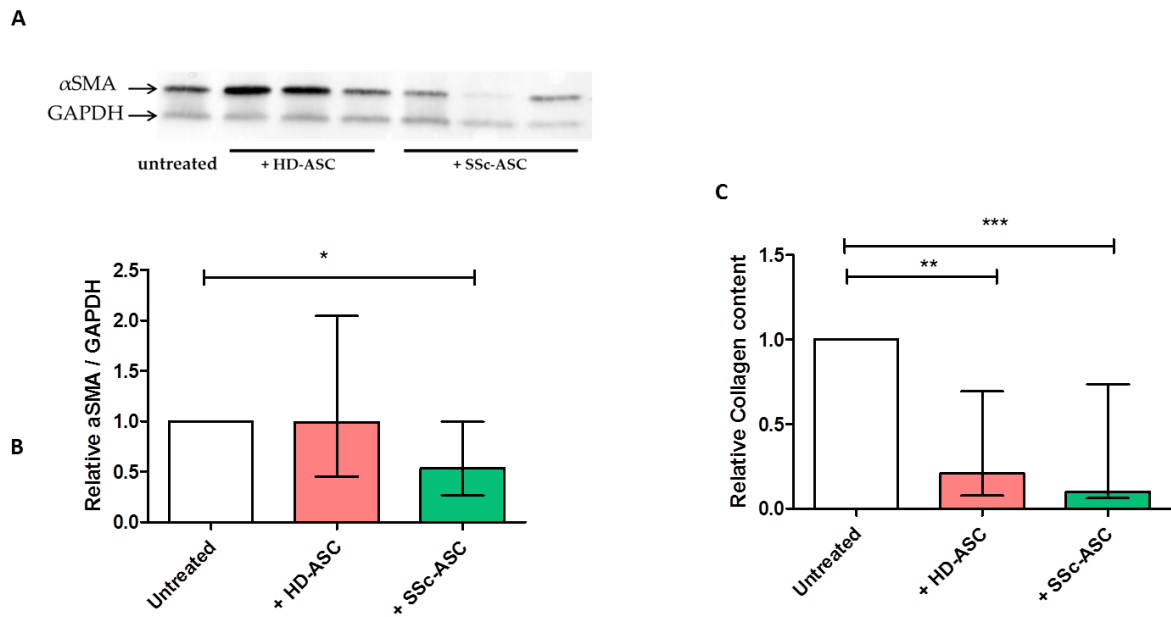 A
αSMA
GAPDH
untreated
+ HD-ASC
+ SSc-ASC
B
Relative aSMA / GAPDH
2.5
2.0
1.5
1.0
0.5
0.0
*
Untreated
+ HD-ASC
+ SSc-ASC
C
Relative Collagen content
1.5
1.0
0.5
0.0
***
**
Untreated
+ HD-ASC
+ SSc-ASC